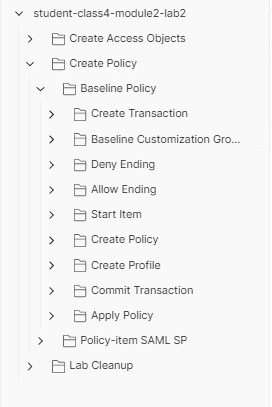 student-class4-module2-lab2
Create Access Objects
Create Policy
Baseline Policy
Create Transaction
Baseline Customization Gro...
Deny Ending
Allow Ending
Start Item
Create Policy
Create Profile
Commit Transaction
Apply Policy
Policy-item SAML SP
Lab Cleanup